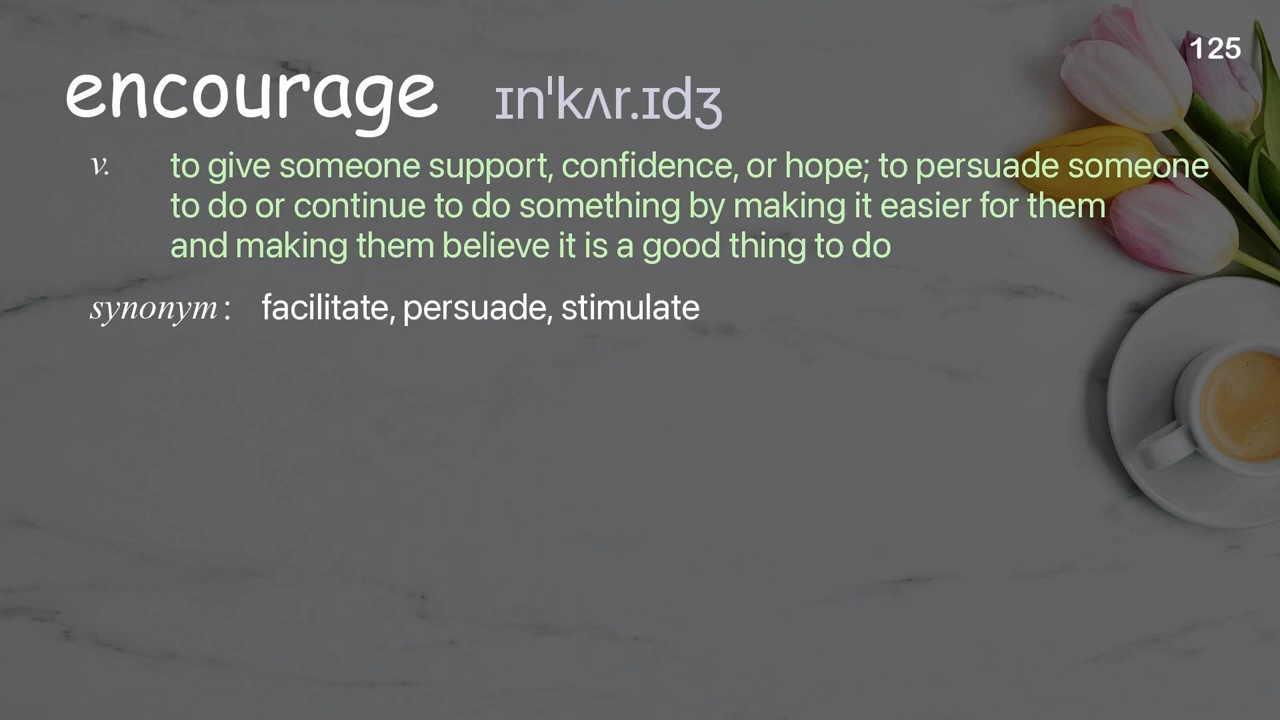 125
encourage ɪnˈkʌr.ɪdʒ
v. to give someone support, confidence, or hope; to persuade someone
to do or continue to do something by making it easier for them
and making them believe it is a good thing to do
synonym: facilitate, persuade, stimulate